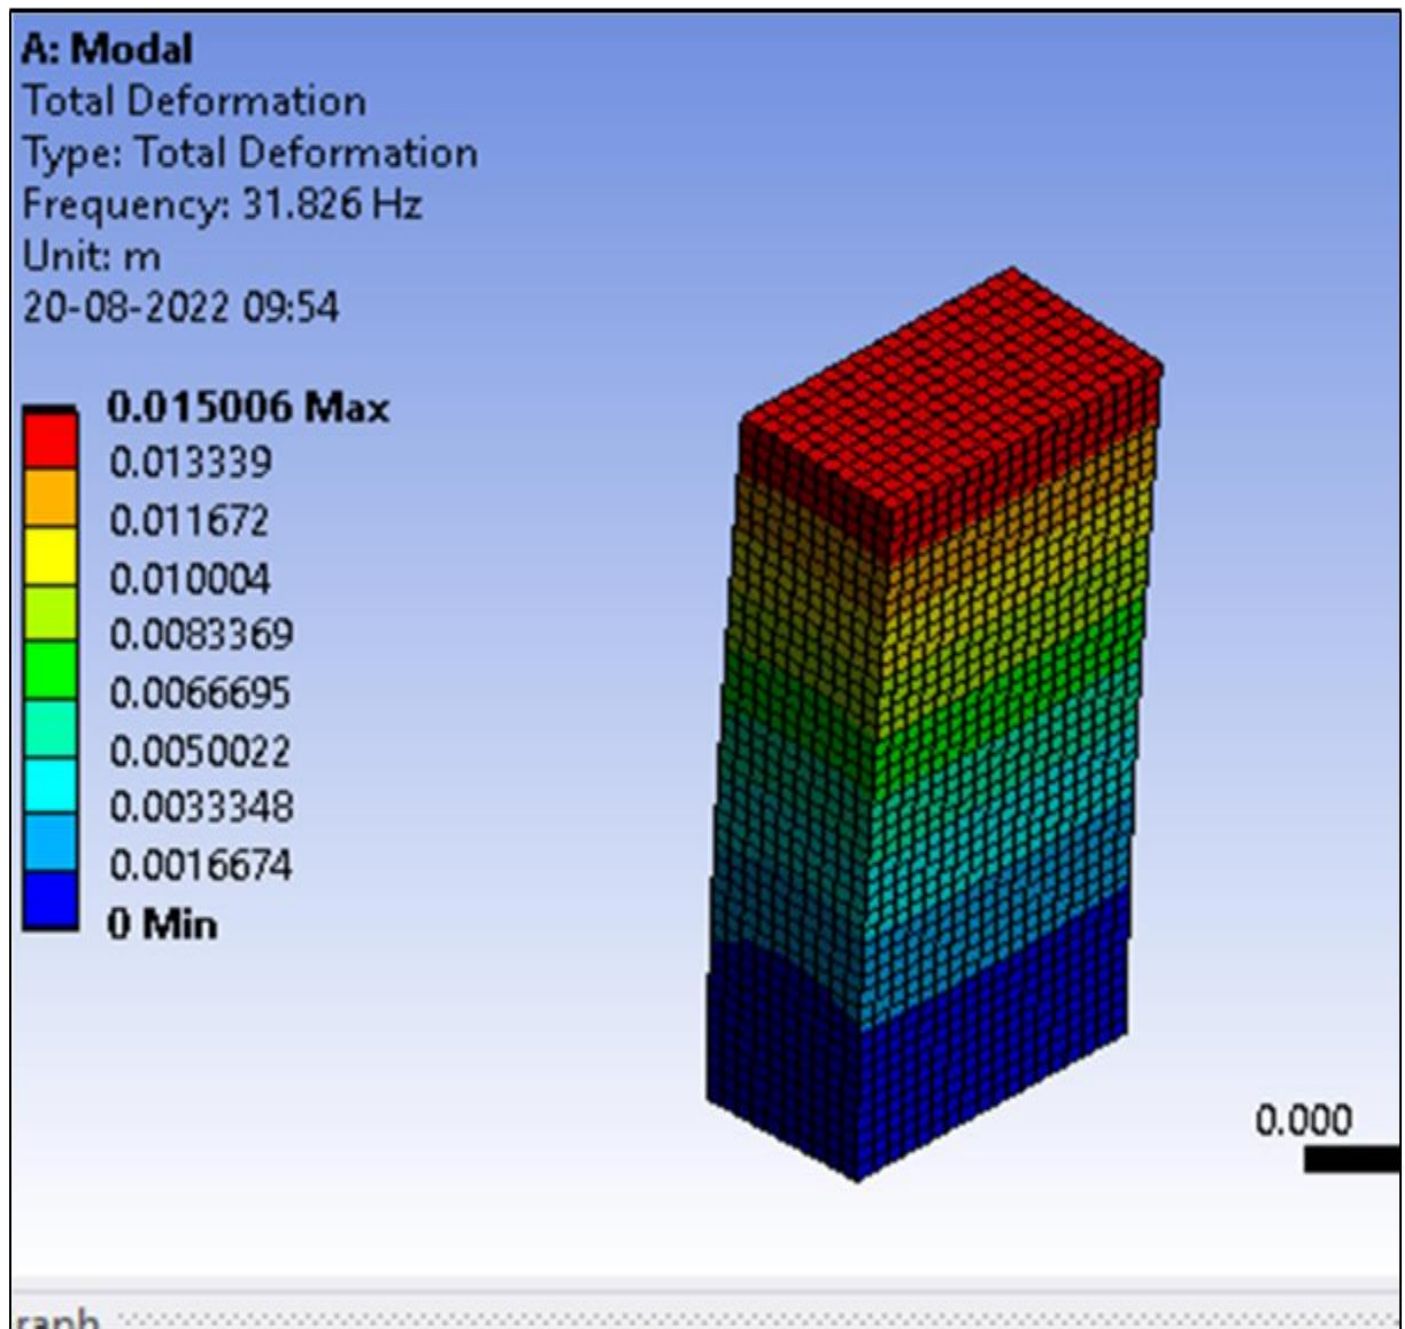 A: Modal
Total Deformation
Type: Total Deformation
Frequency: 31.826 Hz
Unit: m
20-08-2022 09:54
0.015006 Max
0.013339
0.011672
0.010004
0.0083369
0.0066695
0.0050022
0.0033348
0.0016674
0 Min
0.000
raph